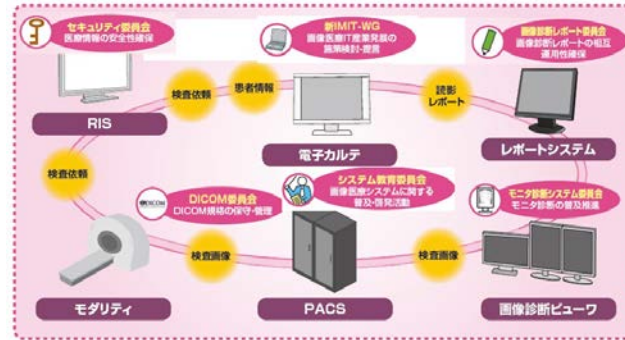 セキュリティ委員会
医療情報の安全性確保
新IMIT-WG
画像医療IT産業発展の
施策検討・提言
画像診断レポート委員会
画像診断レポートの相互
運用性確保
検査依頼
患者情報
読影
レポート
RIS
電子カルテ
レポートシステム
検査依頼
DICOM
DICOM委員会
DICOM規格の保守・管理
システム教育委員会
画像医療システムに関する
普及・啓発活動
モニタ診断システム委員会
モニタ診断の普及推進
検査画像
検査画像
モダリティ
PACS
画像診断ビューワ